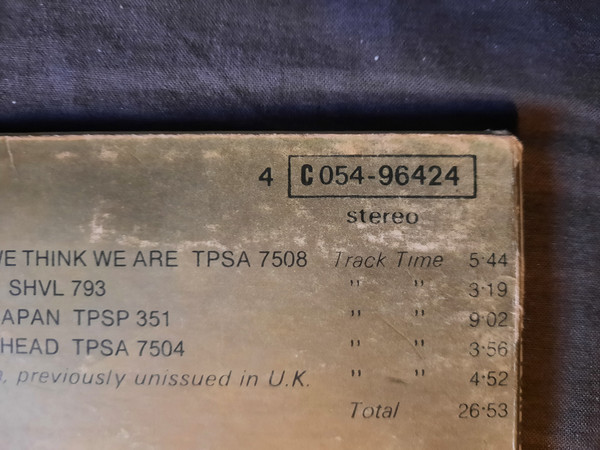 4 C 054-96424
stereo
WE THINK WE ARE TPSA 7508 Track Time 5·44
SHVL 793 " " 3·19
APAN TPSP 351 " " 9·02
HEAD TPSA 7504 " " 3·56
, previously unissued in U.K. " " 4·52
Total 26·53